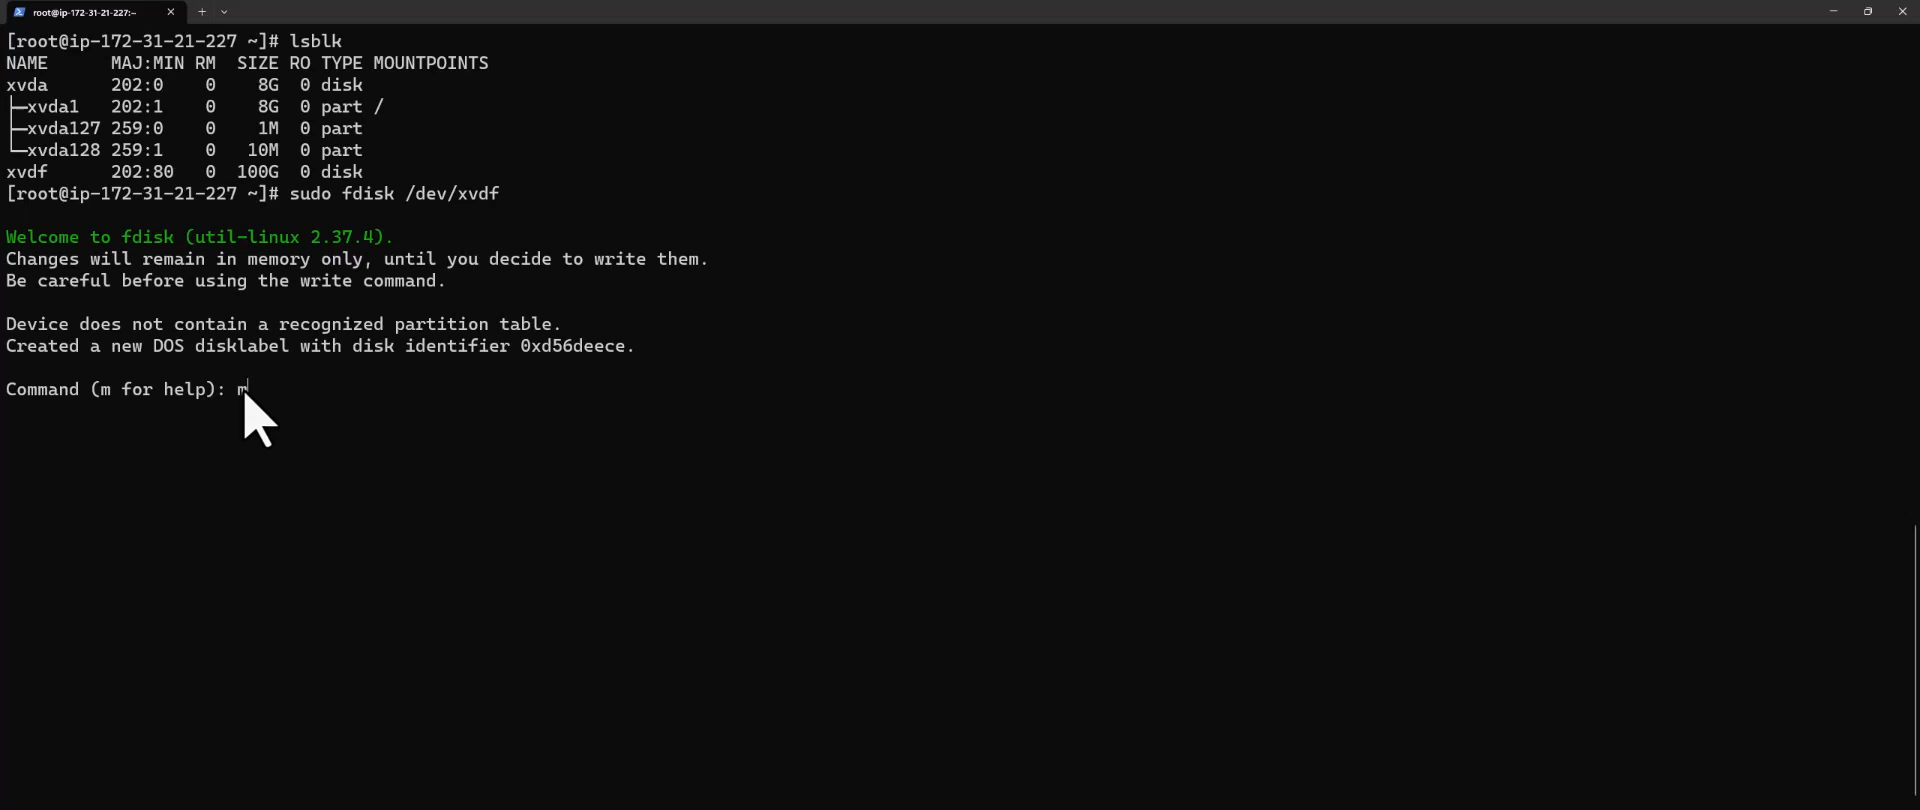 root@ip-172-31-21-227:~
[root@ip-172-31-21-227 ~]# lsblk
NAME      MAJ:MIN RM  SIZE RO TYPE MOUNTPOINTS
xvda      202:0    0    8G  0 disk
├─xvda1   202:1    0    8G  0 part /
├─xvda127 259:0    0    1M  0 part
└─xvda128 259:1    0   10M  0 part
xvdf      202:80   0  100G  0 disk
[root@ip-172-31-21-227 ~]# sudo fdisk /dev/xvdf
Welcome to fdisk (util-linux 2.37.4).
Changes will remain in memory only, until you decide to write them.
Be careful before using the write command.
Device does not contain a recognized partition table.
Created a new DOS disklabel with disk identifier 0xd56deece.
Command (m for help): m